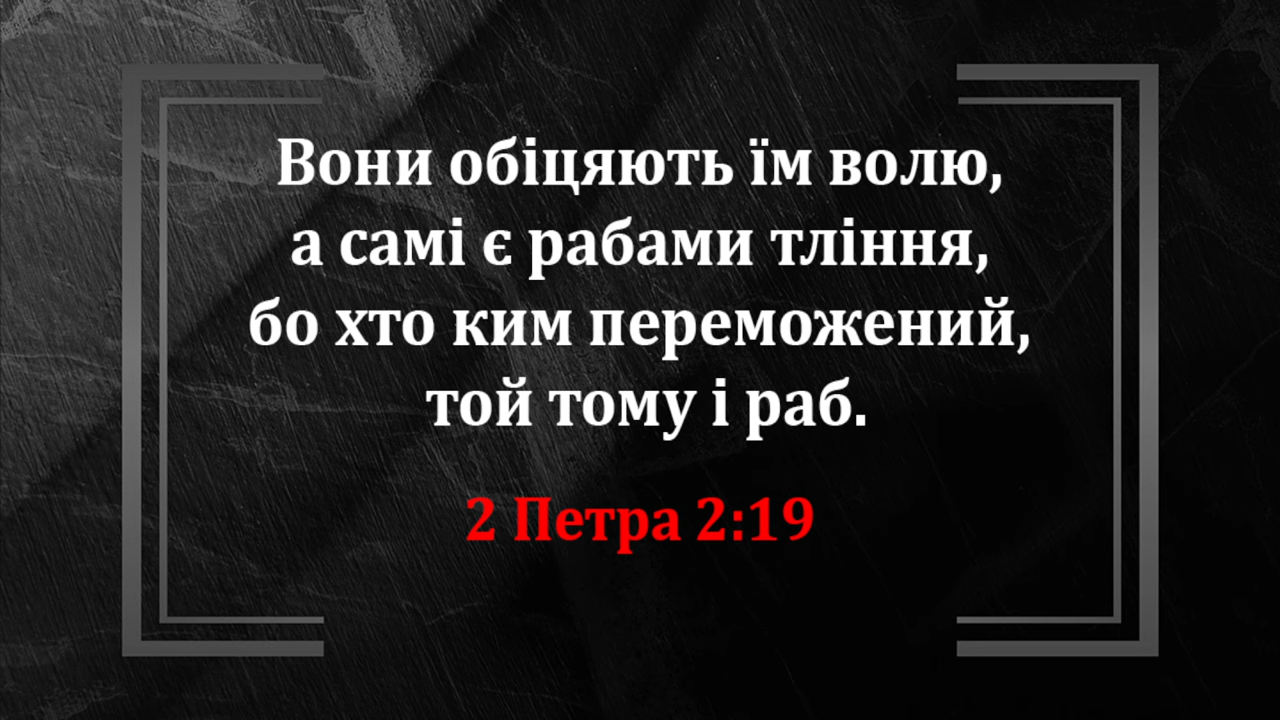 Вони обіцяють їм волю,
а самі є рабами тління,
бо хто ким переможений,
той тому і раб.
2 Петра 2:19